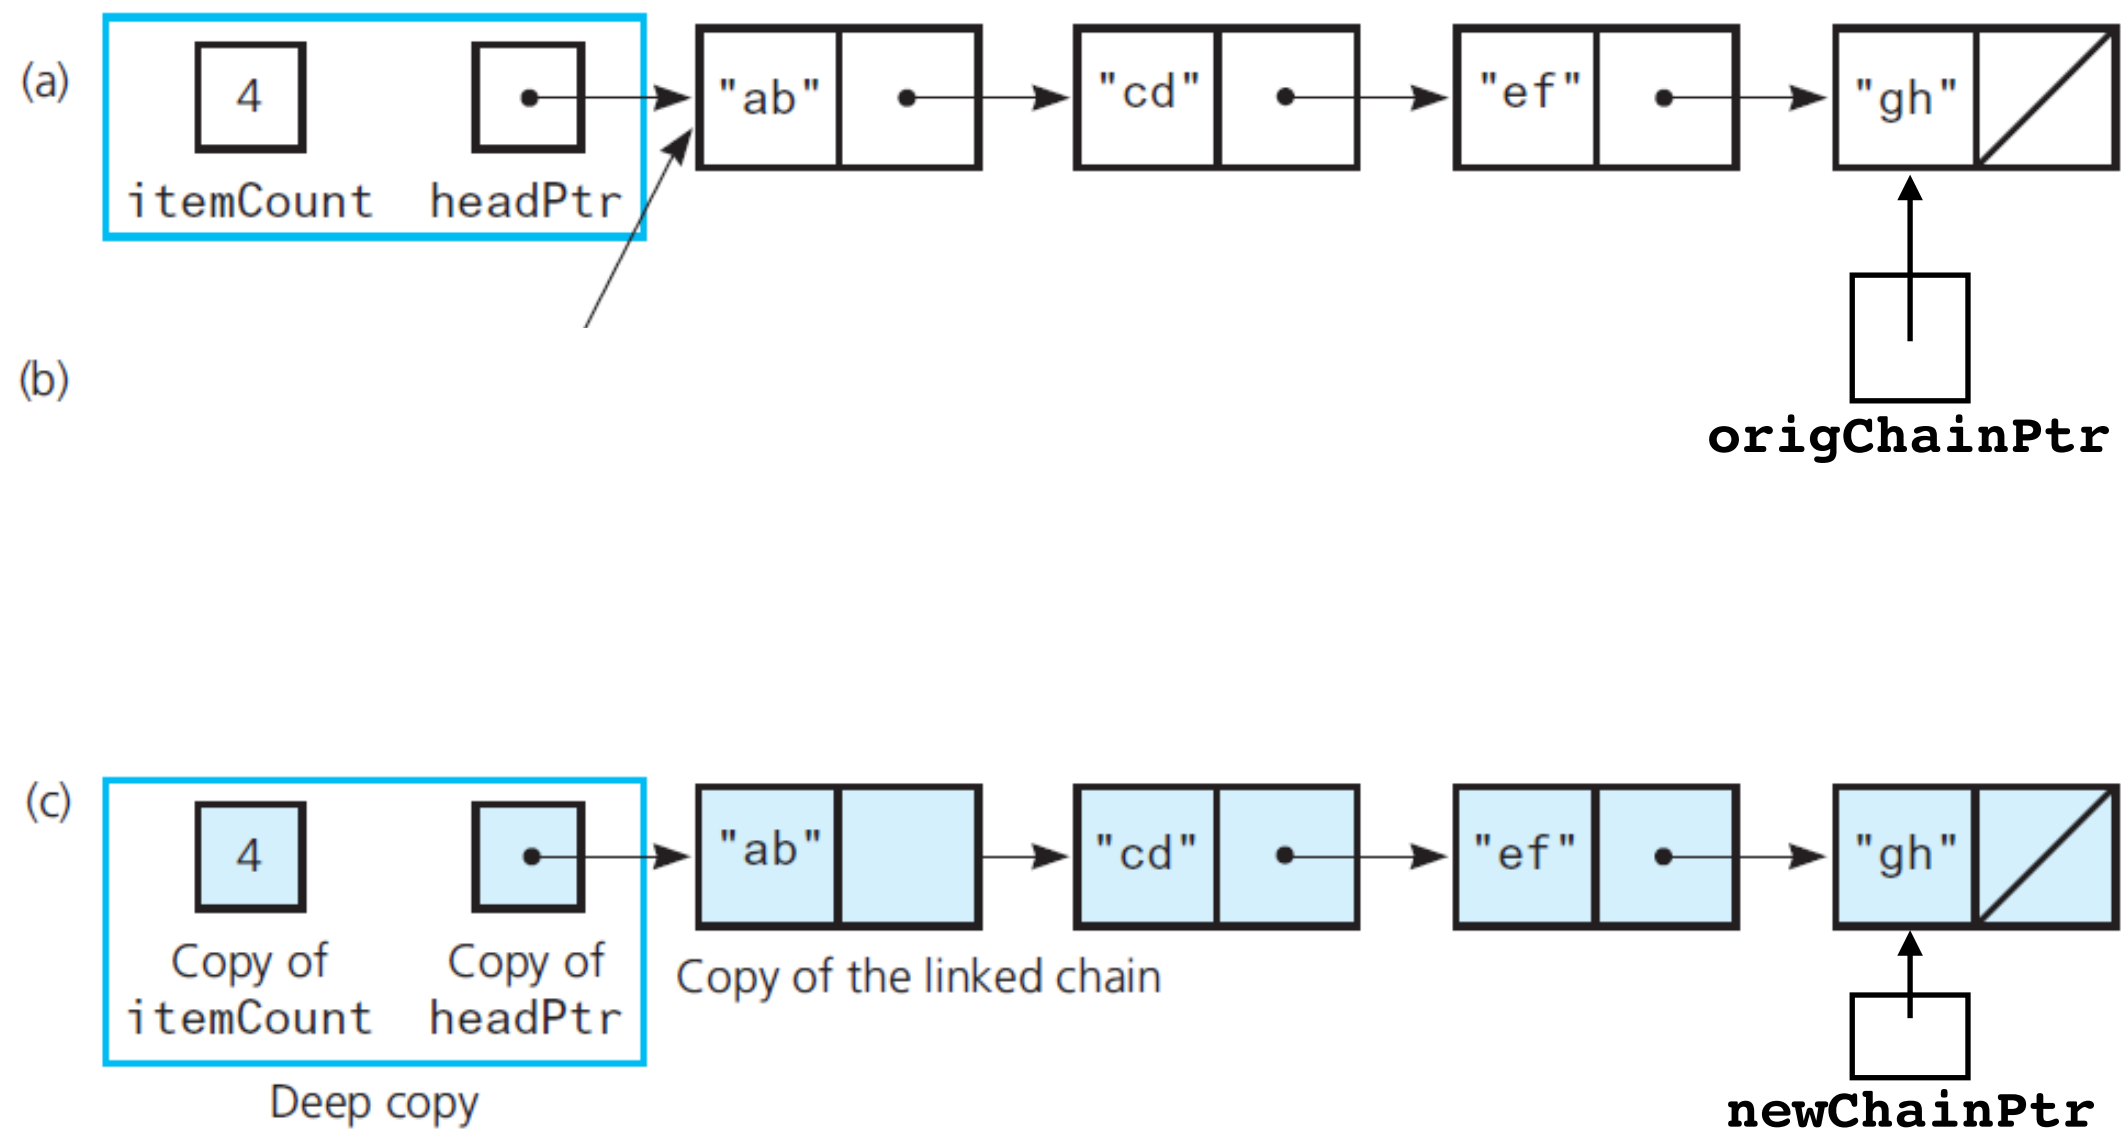 (a)
4
"ab"
"cd"
"ef"
"gh"
itemCount
headPtr
(b)
origChainPtr
(c)
4
"ab"
"cd"
"ef"
"gh"
Copy of
itemCount
Copy of
headPtr
Copy of the linked chain
Deep copy
newChainPtr